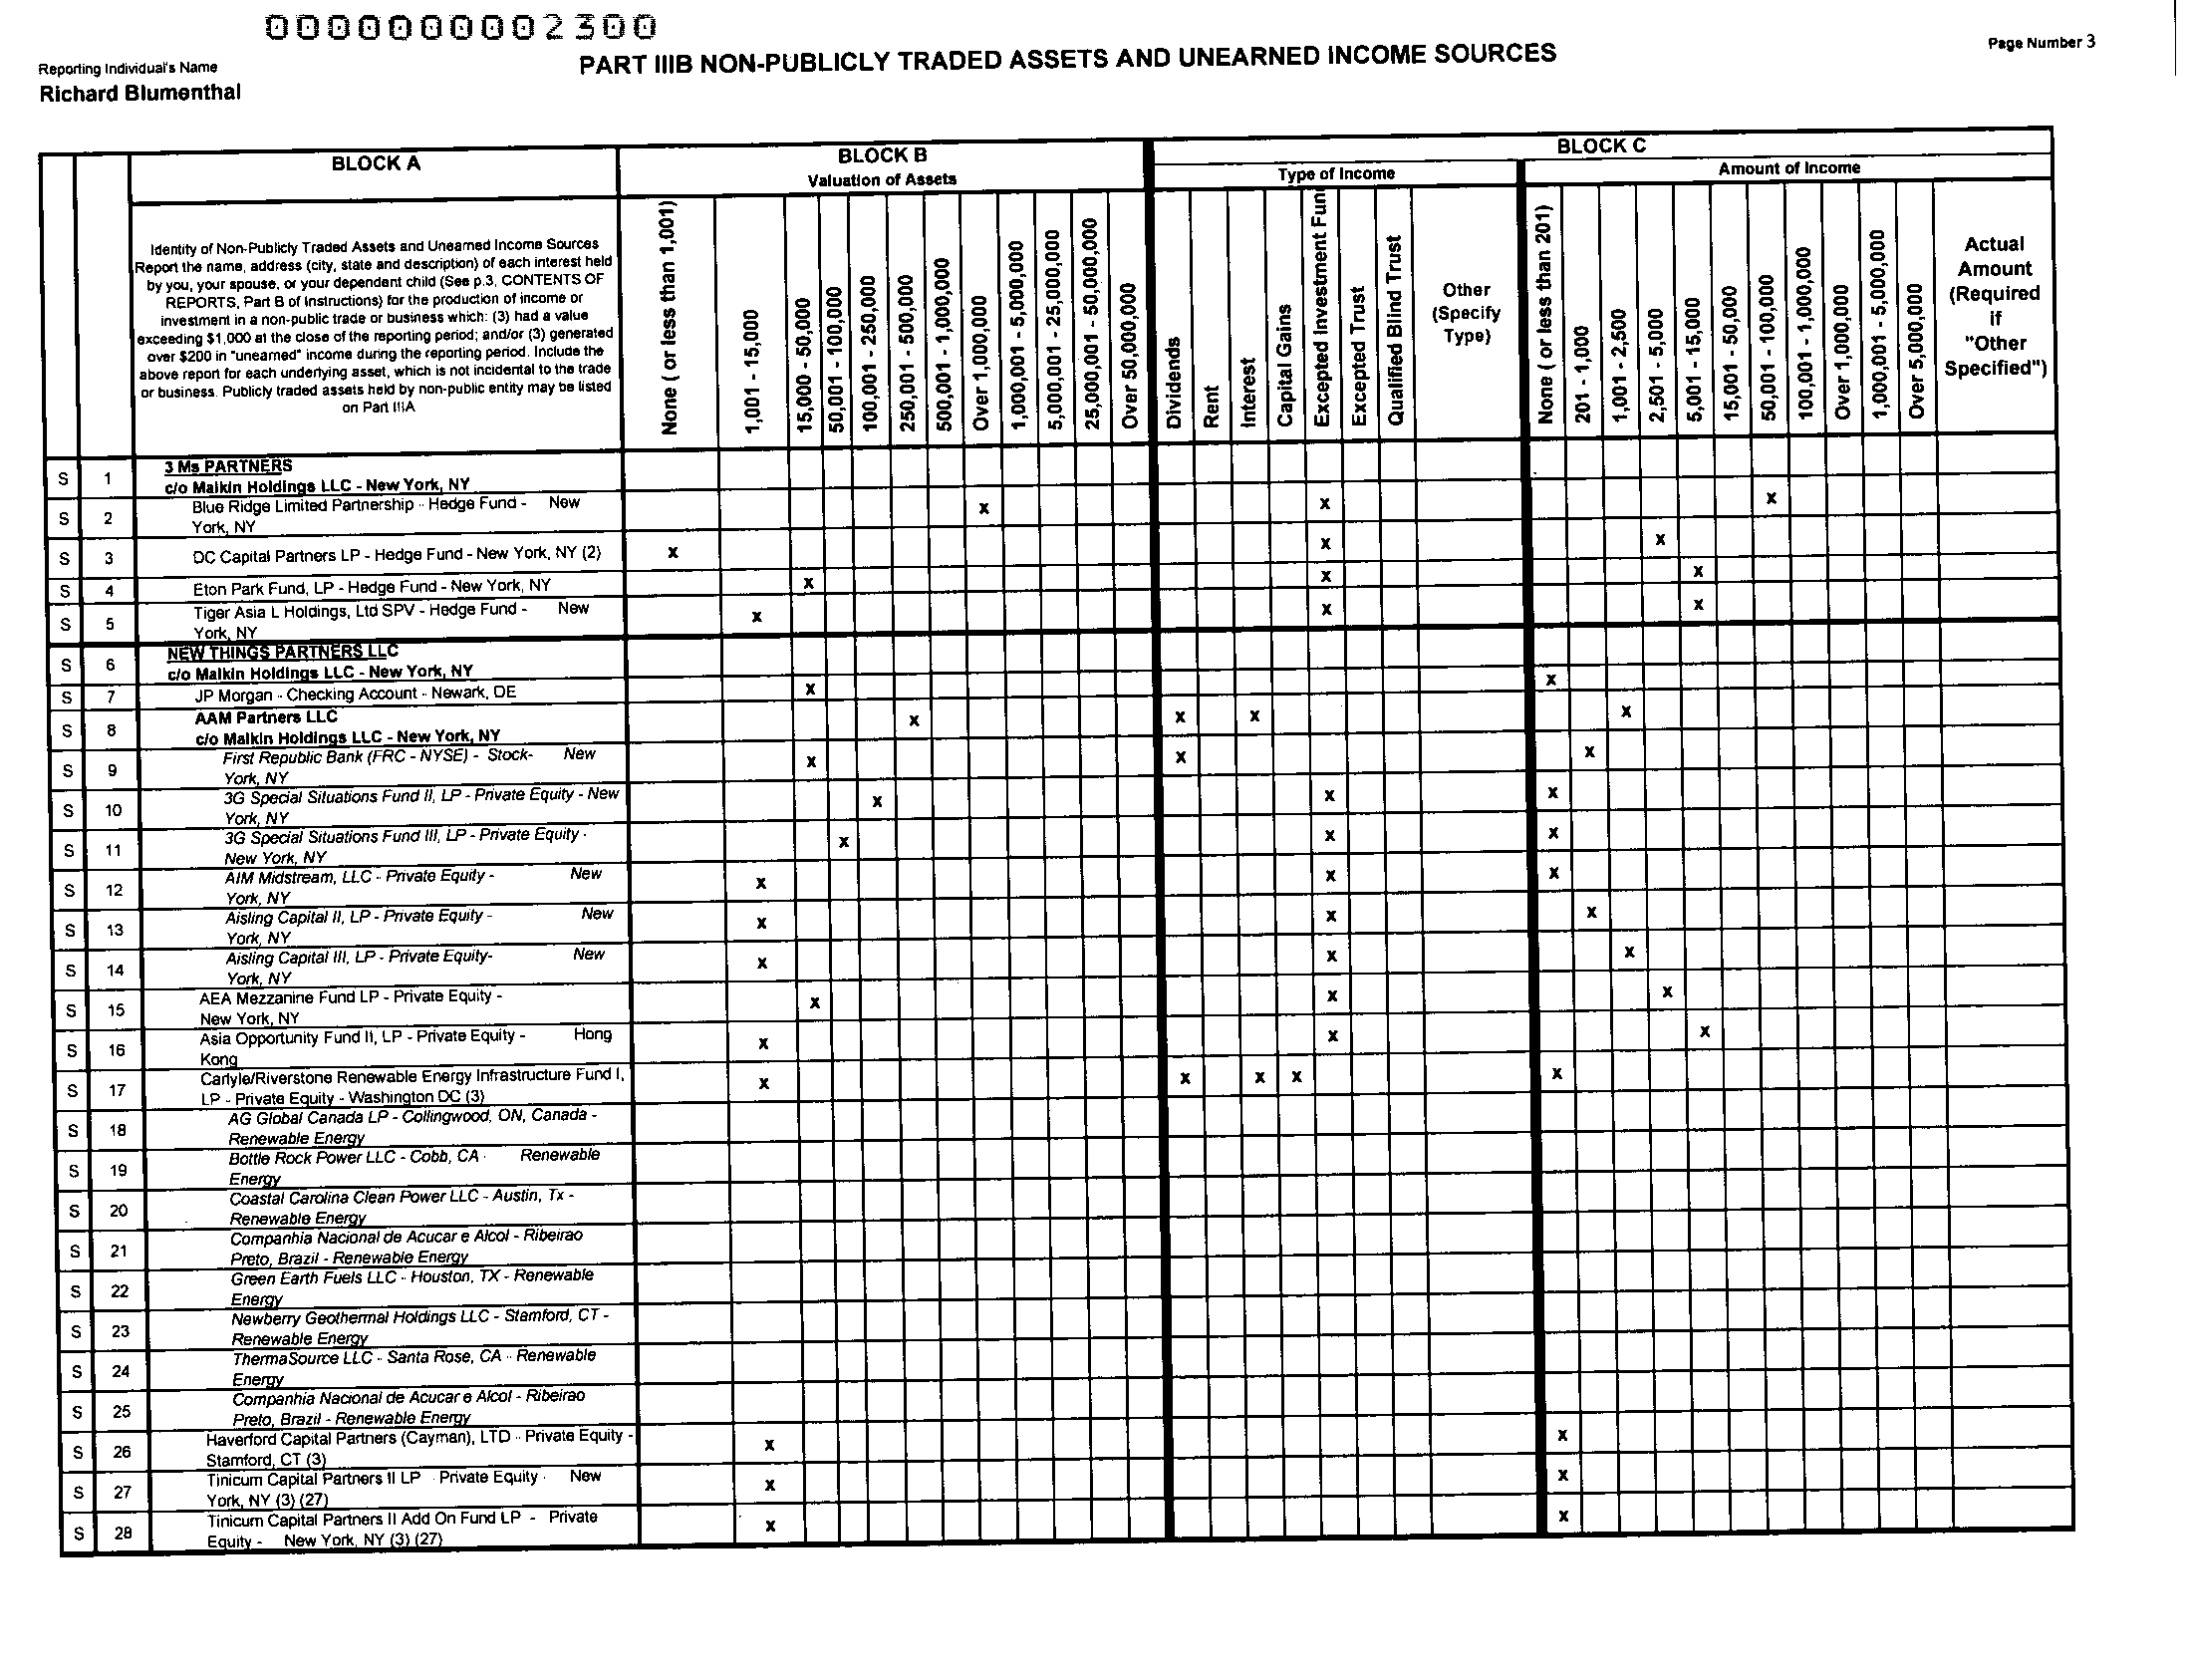 0000000002300
Page Number 3
Reporting Individual's Name
PART IIIB NON-PUBLICLY TRADED ASSETS AND UNEARNED INCOME SOURCES
Richard Blumenthal
BLOCK A
BLOCK B
BLOCK C
Valuation of Assets
Type of Income
Amount of Income
Identity of Non-Publicly Traded Assets and Unearned Income Sources
Report the name, address (city, state and description) of each interest held
by you, your spouse, or your dependent child (See p.3, CONTENTS OF
REPORTS, Part B of Instructions) for the production of income or
investment in a non-public trade or business which: (3) had a value
exceeding $1,000 at the close of the reporting period; and/or (3) generated
over $200 in "unearned" income during the reporting period. Include the
above report for each underlying asset, which is not incidental to the trade
or business. Publicly traded assets held by non-public entity may be listed
on Part IIIA
None ( or less than 1,001)
1,001 - 15,000
15,000 - 50,000
50,001 - 100,000
100,001 - 250,000
250,001 - 500,000
500,001 - 1,000,000
Over 1,000,000
1,000,001 - 5,000,000
5,000,001 - 25,000,000
25,000,001 - 50,000,000
Over 50,000,000
Dividends
Rent
Interest
Capital Gains
Excepted Investment Fun
Excepted Trust
Qualified Blind Trust
Other
(Specify
Type)
None ( or less than 201)
201 - 1,000
1,001 - 2,500
2,501 - 5,000
5,001 - 15,000
15,001 - 50,000
50,001 - 100,000
100,001 - 1,000,000
Over 1,000,000
1,000,001 - 5,000,000
Over 5,000,000
Actual
Amount
(Required
if
"Other
Specified")
S 1 3 Ms PARTNERS
c/o Malkin Holdings LLC - New York, NY
S 2 Blue Ridge Limited Partnership - Hedge Fund - New
York, NY x x x
S 3 DC Capital Partners LP - Hedge Fund - New York, NY (2) x x x
S 4 Eton Park Fund, LP - Hedge Fund - New York, NY x x x
S 5 Tiger Asia L Holdings, Ltd SPV - Hedge Fund - New
York, NY x x x
S 6 NEW THINGS PARTNERS LLC
c/o Malkin Holdings LLC - New York, NY
S 7 JP Morgan - Checking Account - Newark, DE x x
S 8 AAM Partners LLC
c/o Malkin Holdings LLC - New York, NY x x x x
S 9 First Republic Bank (FRC - NYSE) - Stock- New
York, NY x x x
S 10 3G Special Situations Fund II, LP - Private Equity - New
York, NY x x x
S 11 3G Special Situations Fund III, LP - Private Equity -
New York, NY x x x
S 12 AIM Midstream, LLC - Private Equity - New
York, NY x x x
S 13 Aisling Capital II, LP - Private Equity - New
York, NY x x x
S 14 Aisling Capital III, LP - Private Equity- New
York, NY x x x
S 15 AEA Mezzanine Fund LP - Private Equity -
New York, NY x x x
S 16 Asia Opportunity Fund II, LP - Private Equity - Hong
Kong x x x
S 17 Carlyle/Riverstone Renewable Energy Infrastructure Fund I,
LP - Private Equity - Washington DC (3) x x x x x
S 18 AG Global Canada LP - Collingwood, ON, Canada -
Renewable Energy
S 19 Bottle Rock Power LLC - Cobb, CA - Renewable
Energy
S 20 Coastal Carolina Clean Power LLC - Austin, Tx -
Renewable Energy
S 21 Companhia Nacional de Acucar e Alcol - Ribeirao
Preto, Brazil - Renewable Energy
S 22 Green Earth Fuels LLC - Houston, TX - Renewable
Energy
S 23 Newberry Geothermal Holdings LLC - Stamford, CT -
Renewable Energy
S 24 ThermaSource LLC - Santa Rose, CA - Renewable
Energy
S 25 Companhia Nacional de Acucar e Alcol - Ribeirao
Preto, Brazil - Renewable Energy
S 26 Haverford Capital Partners (Cayman), LTD - Private Equity -
Stamford, CT (3) x x
S 27 Tinicum Capital Partners II LP - Private Equity - New
York, NY (3) (27) x x
S 28 Tinicum Capital Partners II Add On Fund LP - Private
Equity - New York, NY (3) (27) x x